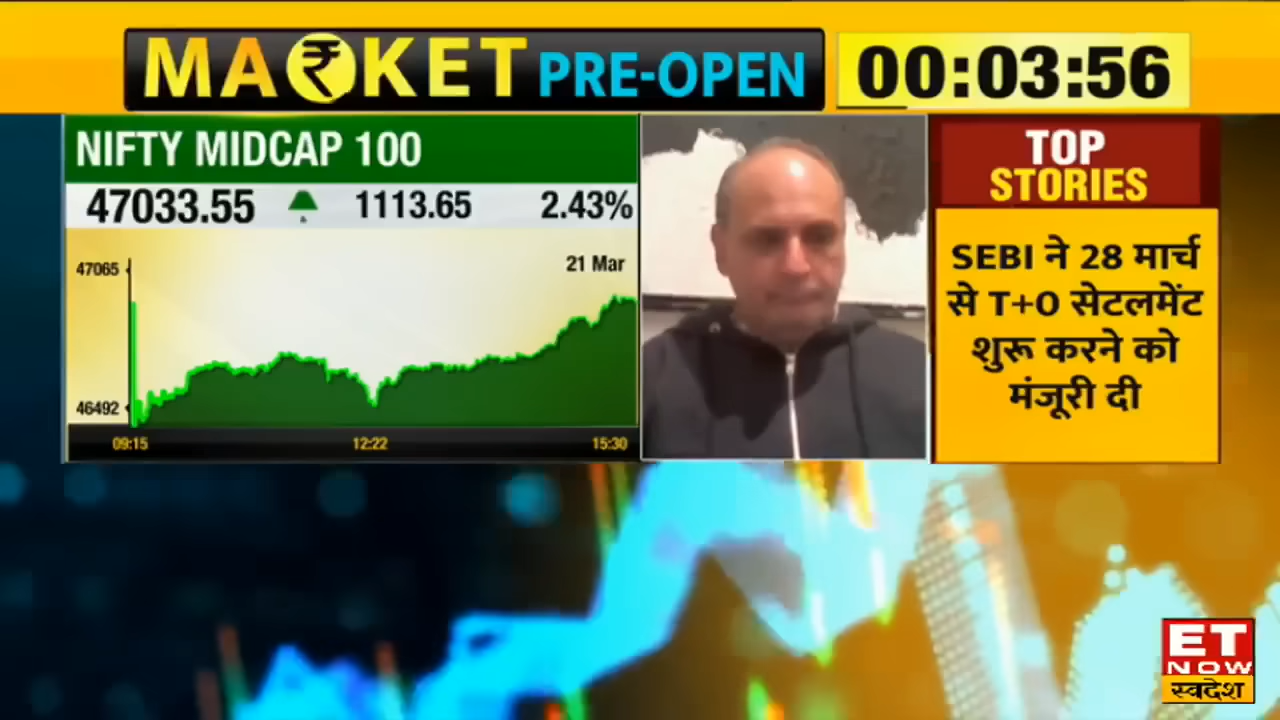 MA₹KET PRE-OPEN
00:03:56
NIFTY MIDCAP 100
47033.55 1113.65 2.43%
47065
21 Mar
46492
09:15 12:22 15:30
TOP
STORIES
SEBI ने 28 मार्च
से T+0 सेटलमेंट
शुरू करने को
मंजूरी दी
ET
NOW
स्वदेश